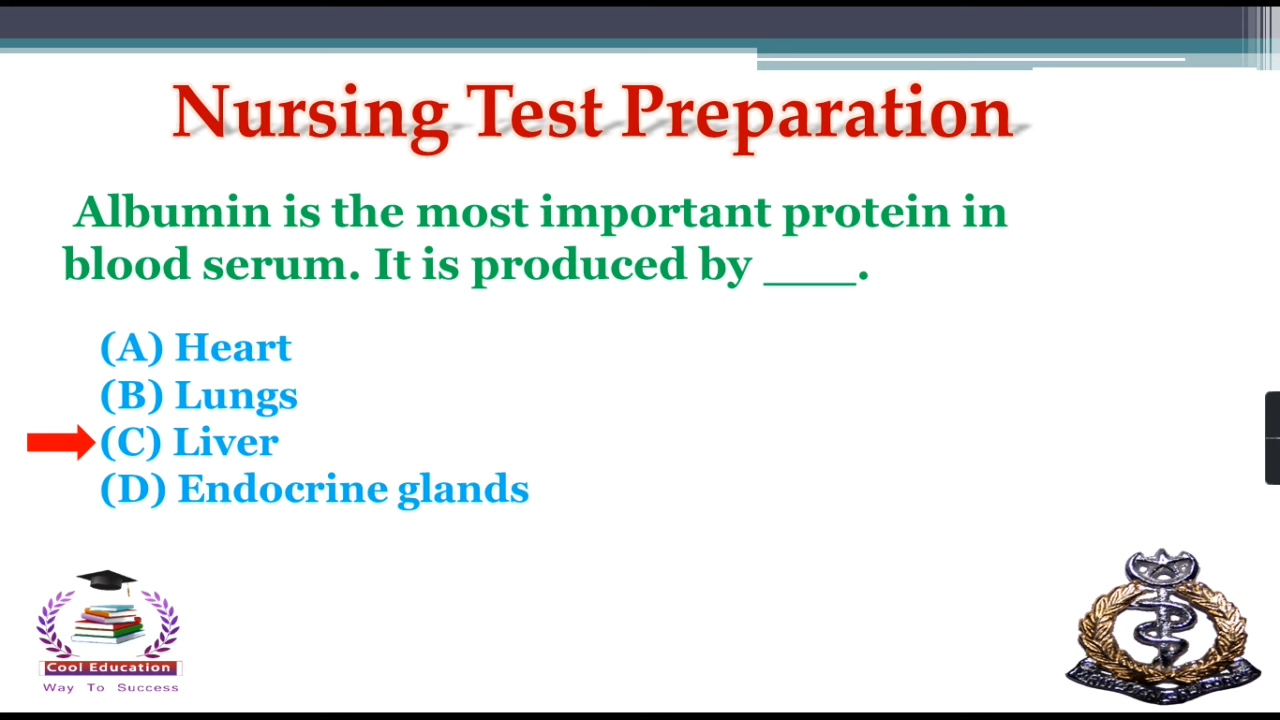 Nursing Test Preparation
Albumin is the most important protein in
blood serum. It is produced by ____.
(A) Heart
(B) Lungs
(C) Liver
(D) Endocrine glands
Cool Education
Way To Success